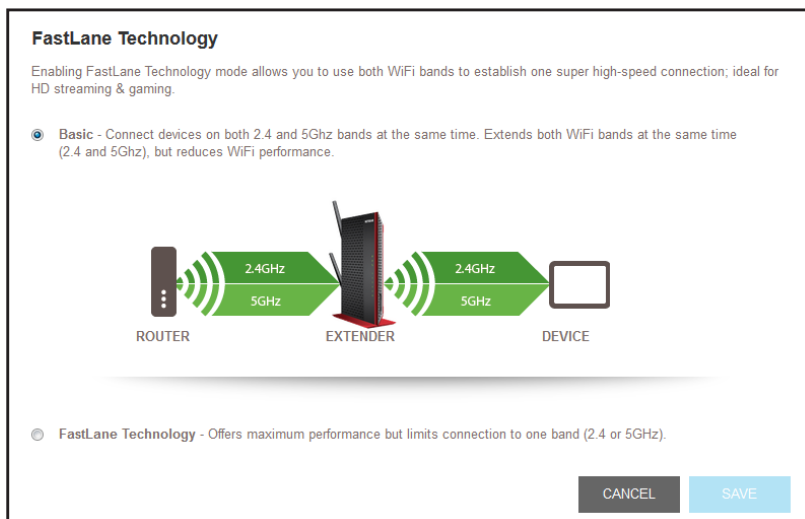 FastLane Technology
Enabling FastLane Technology mode allows you to use both WiFi bands to establish one super high-speed connection; ideal for
HD streaming & gaming.
Basic - Connect devices on both 2.4 and 5Ghz bands at the same time. Extends both WiFi bands at the same time
(2.4 and 5Ghz), but reduces WiFi performance.
2.4GHz 2.4GHz
5GHz 5GHz
ROUTER EXTENDER DEVICE
FastLane Technology - Offers maximum performance but limits connection to one band (2.4 or 5GHz).
CANCEL SAVE